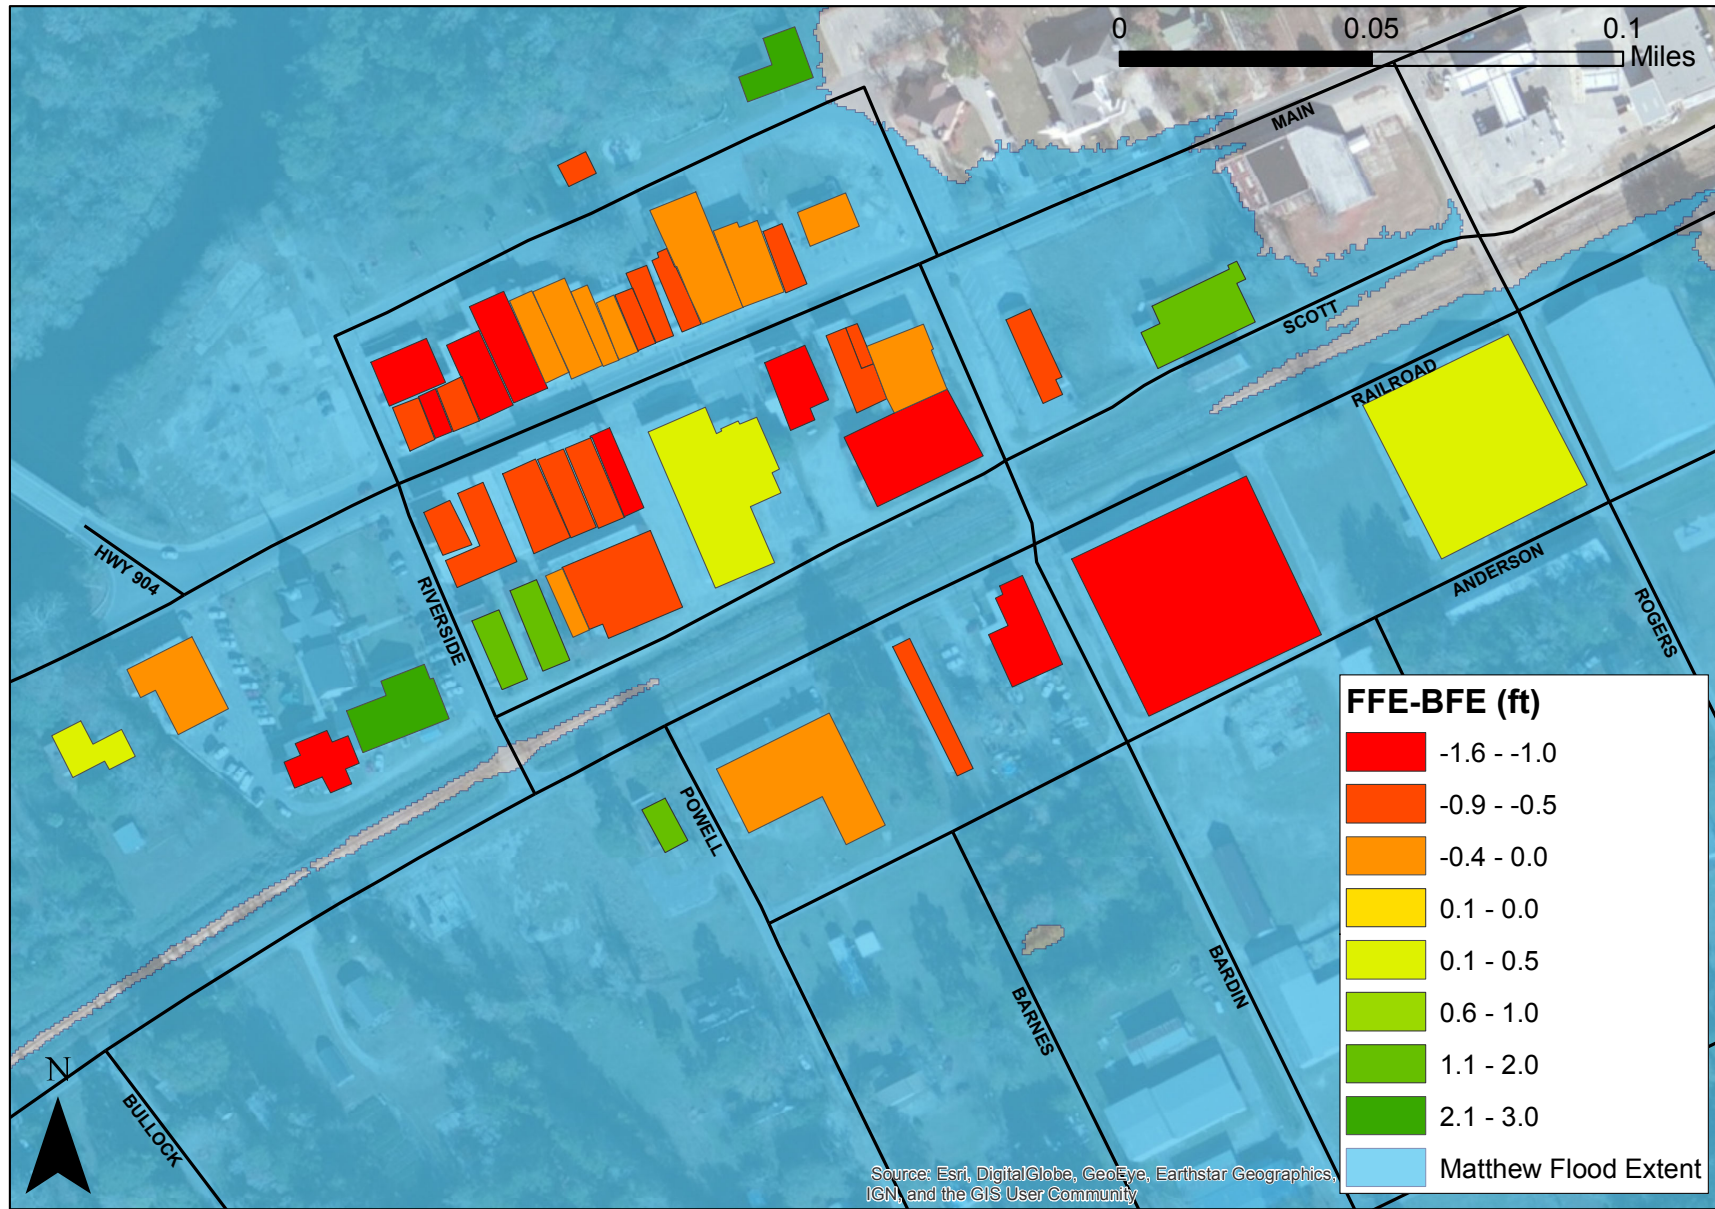 0 0.05 0.1
Miles
MAIN
SCOTT
RAILROAD
HWY 904
RIVERSIDE
ANDERSON
ROGERS
POWELL
BARDIN
BARNES
BULLOCK
N
FFE-BFE (ft)
-1.6 - -1.0
-0.9 - -0.5
-0.4 - 0.0
0.1 - 0.0
0.1 - 0.5
0.6 - 1.0
1.1 - 2.0
2.1 - 3.0
Matthew Flood Extent
Source: Esri, DigitalGlobe, GeoEye, Earthstar Geographics,
IGN, and the GIS User Community